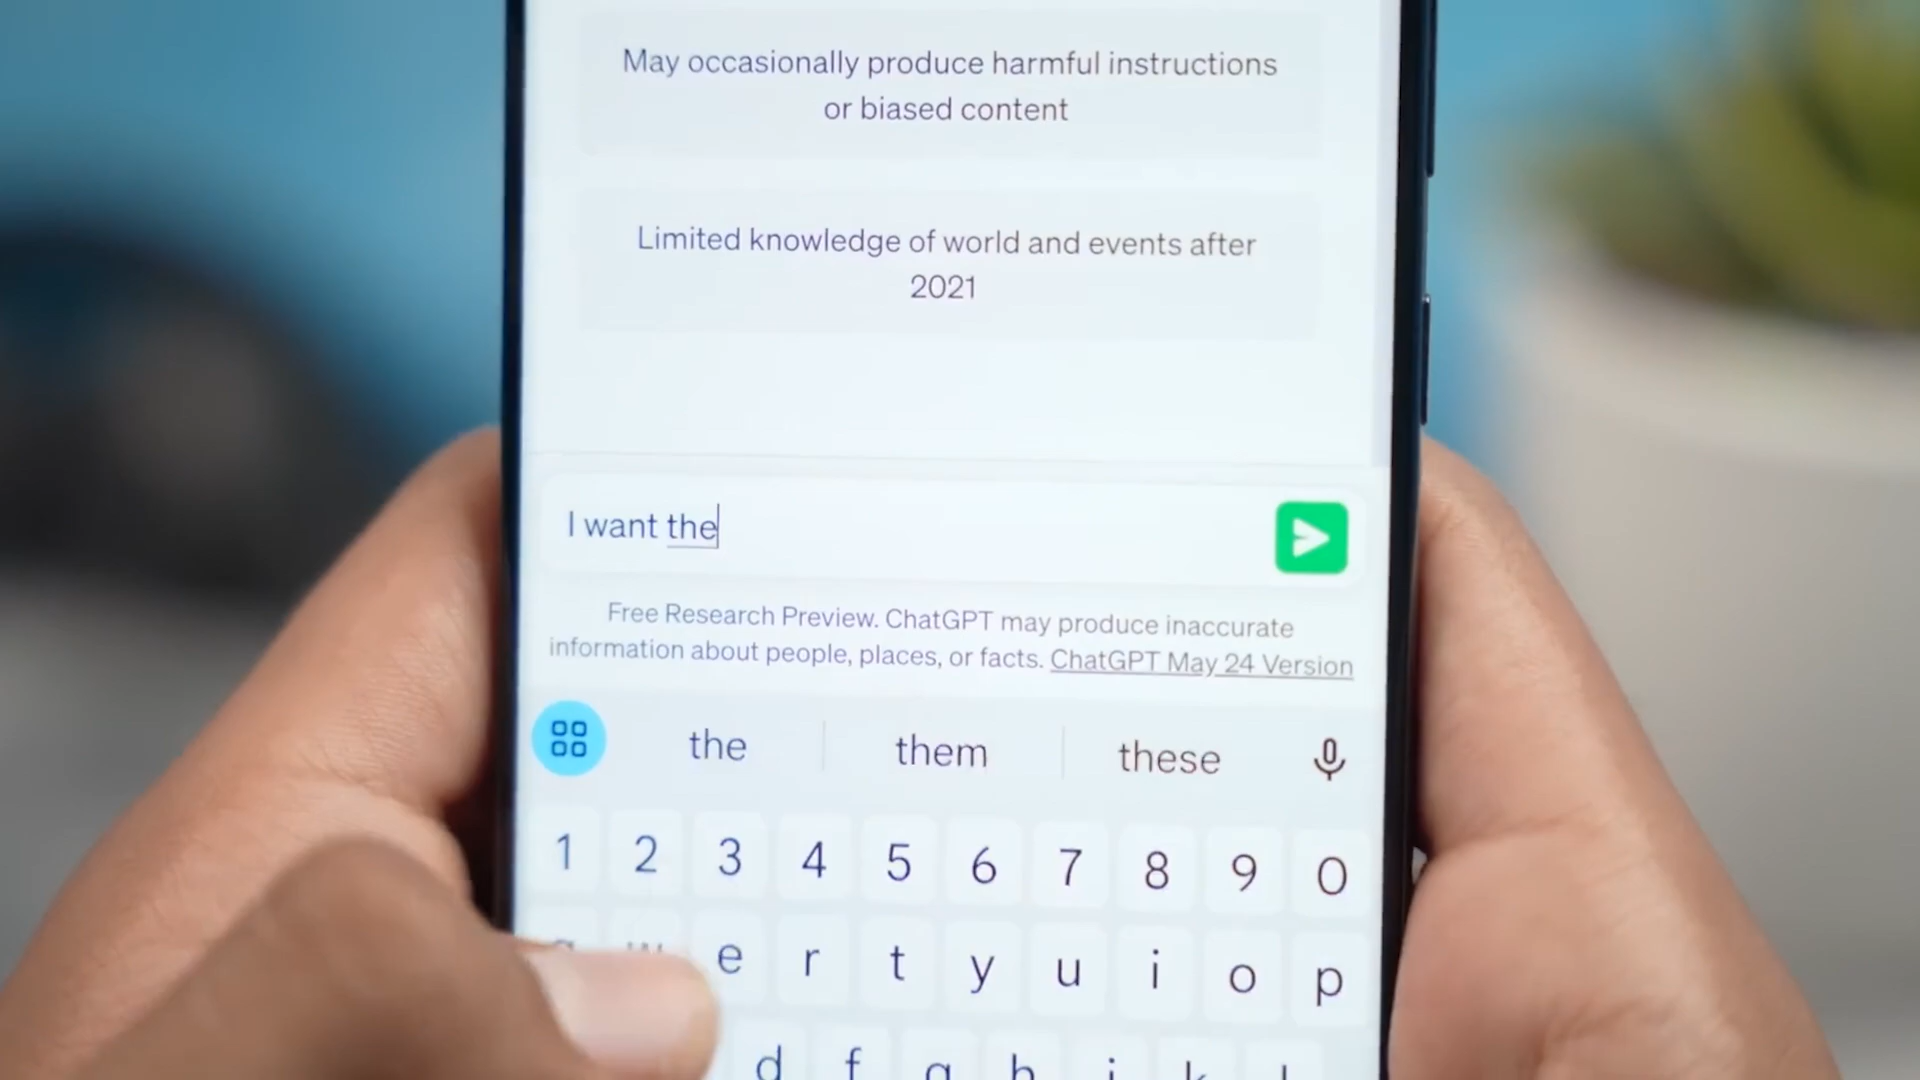 May occasionally produce harmful instructions
or biased content
Limited knowledge of world and events after
2021
I want the
Free Research Preview. ChatGPT may produce inaccurate
information about people, places, or facts. ChatGPT May 24 Version
the them these
1 2 3 4 5 6 7 8 9 0
e r t y u i o p
d f g h j k l